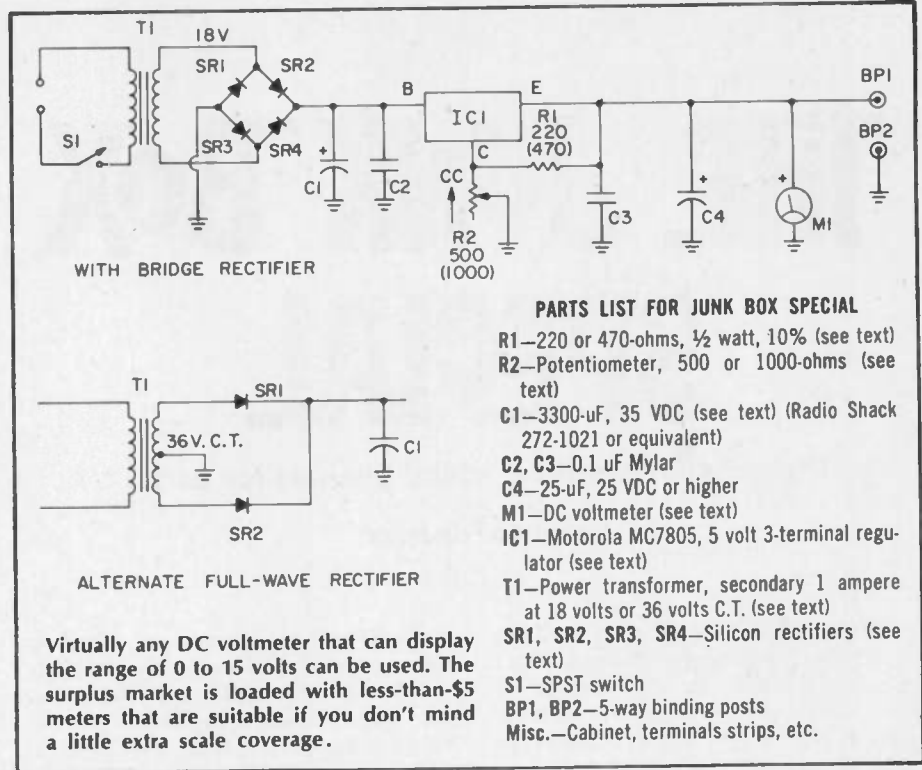 T1
18V
SR1
SR2
SR3
SR4
S1
+
C1
C2
B
IC1
E
C
R1
220
(470)
CC
R2
500
(1000)
C3
+
C4
+
M1
BP1
BP2
WITH BRIDGE RECTIFIER
T1
36V. C.T.
SR1
SR2
C1
ALTERNATE FULL-WAVE RECTIFIER
Virtually any DC voltmeter that can display
the range of 0 to 15 volts can be used. The
surplus market is loaded with less-than-$5
meters that are suitable if you don't mind
a little extra scale coverage.
PARTS LIST FOR JUNK BOX SPECIAL
R1—220 or 470-ohms, ½ watt, 10% (see text)
R2—Potentiometer, 500 or 1000-ohms (see
text)
C1—3300-uF, 35 VDC (see text) (Radio Shack
272-1021 or equivalent)
C2, C3—0.1 uF Mylar
C4—25-uF, 25 VDC or higher
M1—DC voltmeter (see text)
IC1—Motorola MC7805, 5 volt 3-terminal regu-
lator (see text)
T1—Power transformer, secondary 1 ampere
at 18 volts or 36 volts C.T. (see text)
SR1, SR2, SR3, SR4—Silicon rectifiers (see
text)
S1—SPST switch
BP1, BP2—5-way binding posts
Misc.—Cabinet, terminals strips, etc.